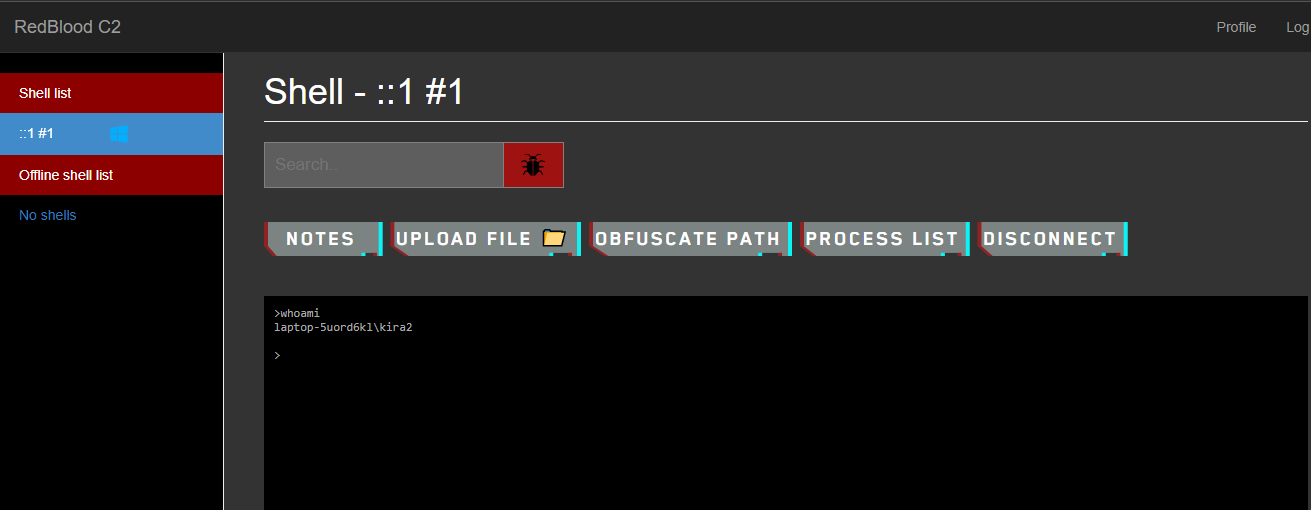 RedBlood C2
Profile
Log
Shell list
::1 #1
Offline shell list
No shells
Shell - ::1 #1
Search..
NOTES
UPLOAD FILE
OBFUSCATE PATH
PROCESS LIST
DISCONNECT
>whoami
laptop-5uord6kl\kira2
>